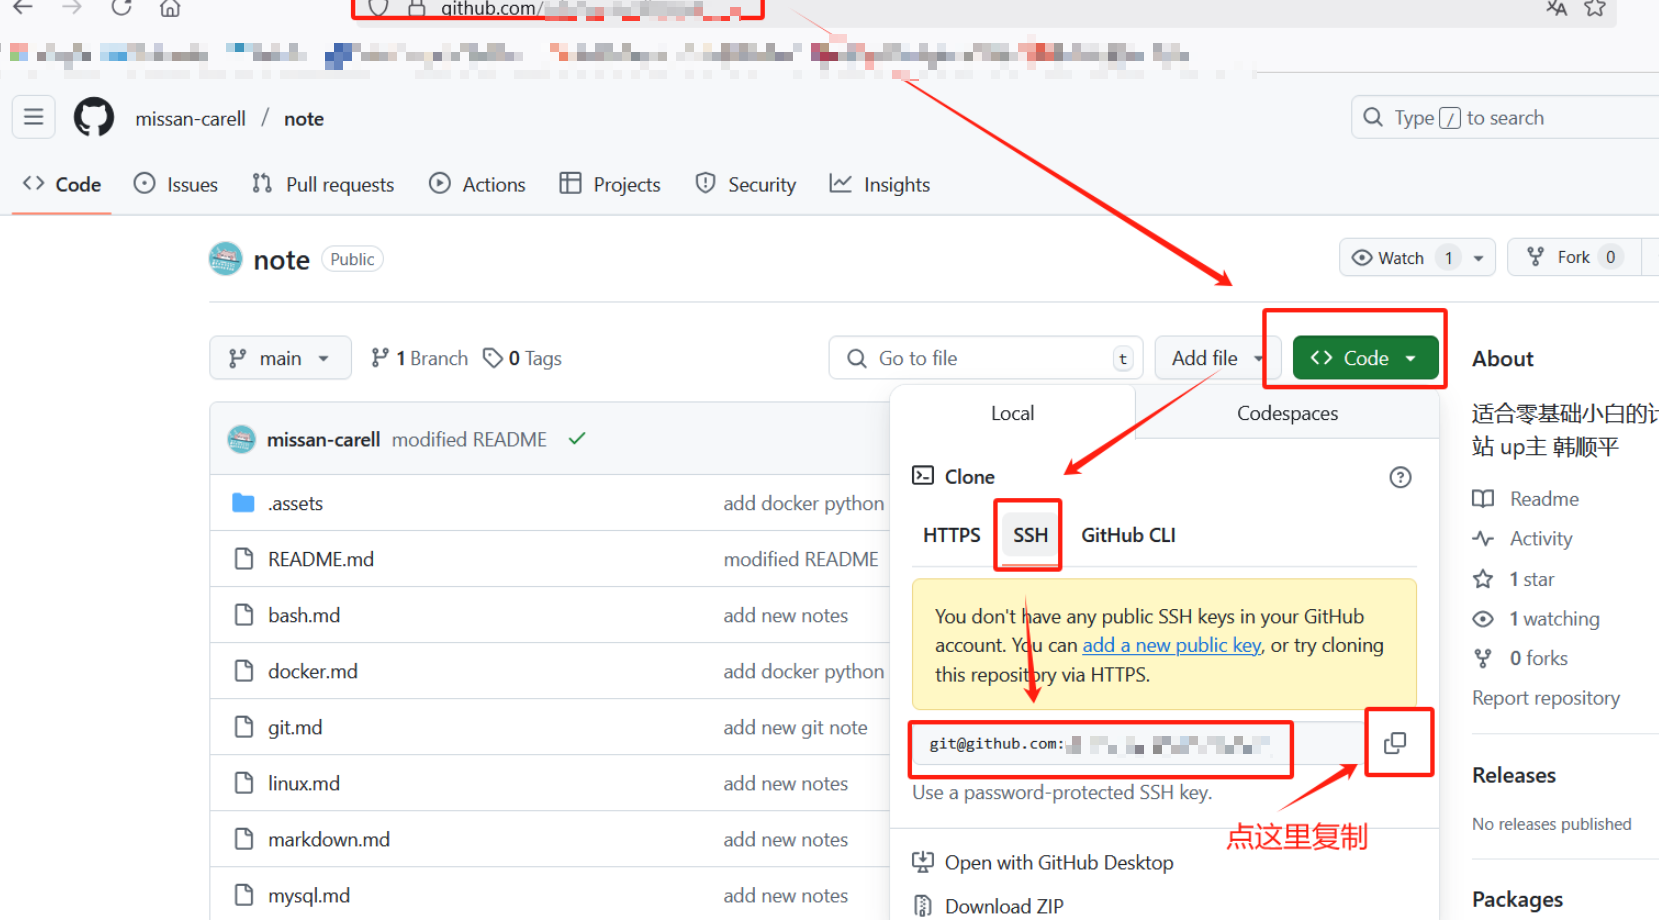 github.com/
missan-carell / note
Type / to search
Code Issues Pull requests Actions Projects Security Insights
note Public
Watch 1 Fork 0
main 1 Branch 0 Tags
Go to file t
Add file
Code
missan-carell modified README
.assets add docker python
README.md modified README
bash.md add new notes
docker.md add docker python
git.md add new git note
linux.md add new notes
markdown.md add new notes
mysql.md add new notes
Local Codespaces
Clone
HTTPS SSH GitHub CLI
You don't have any public SSH keys in your GitHub
account. You can add a new public key, or try cloning
this repository via HTTPS.
git@github.com:
Use a password-protected SSH key.
点这里复制
Open with GitHub Desktop
Download ZIP
About
适合零基础小白的计
站 up主 韩顺平
Readme
Activity
1 star
1 watching
0 forks
Report repository
Releases
No releases published
Packages